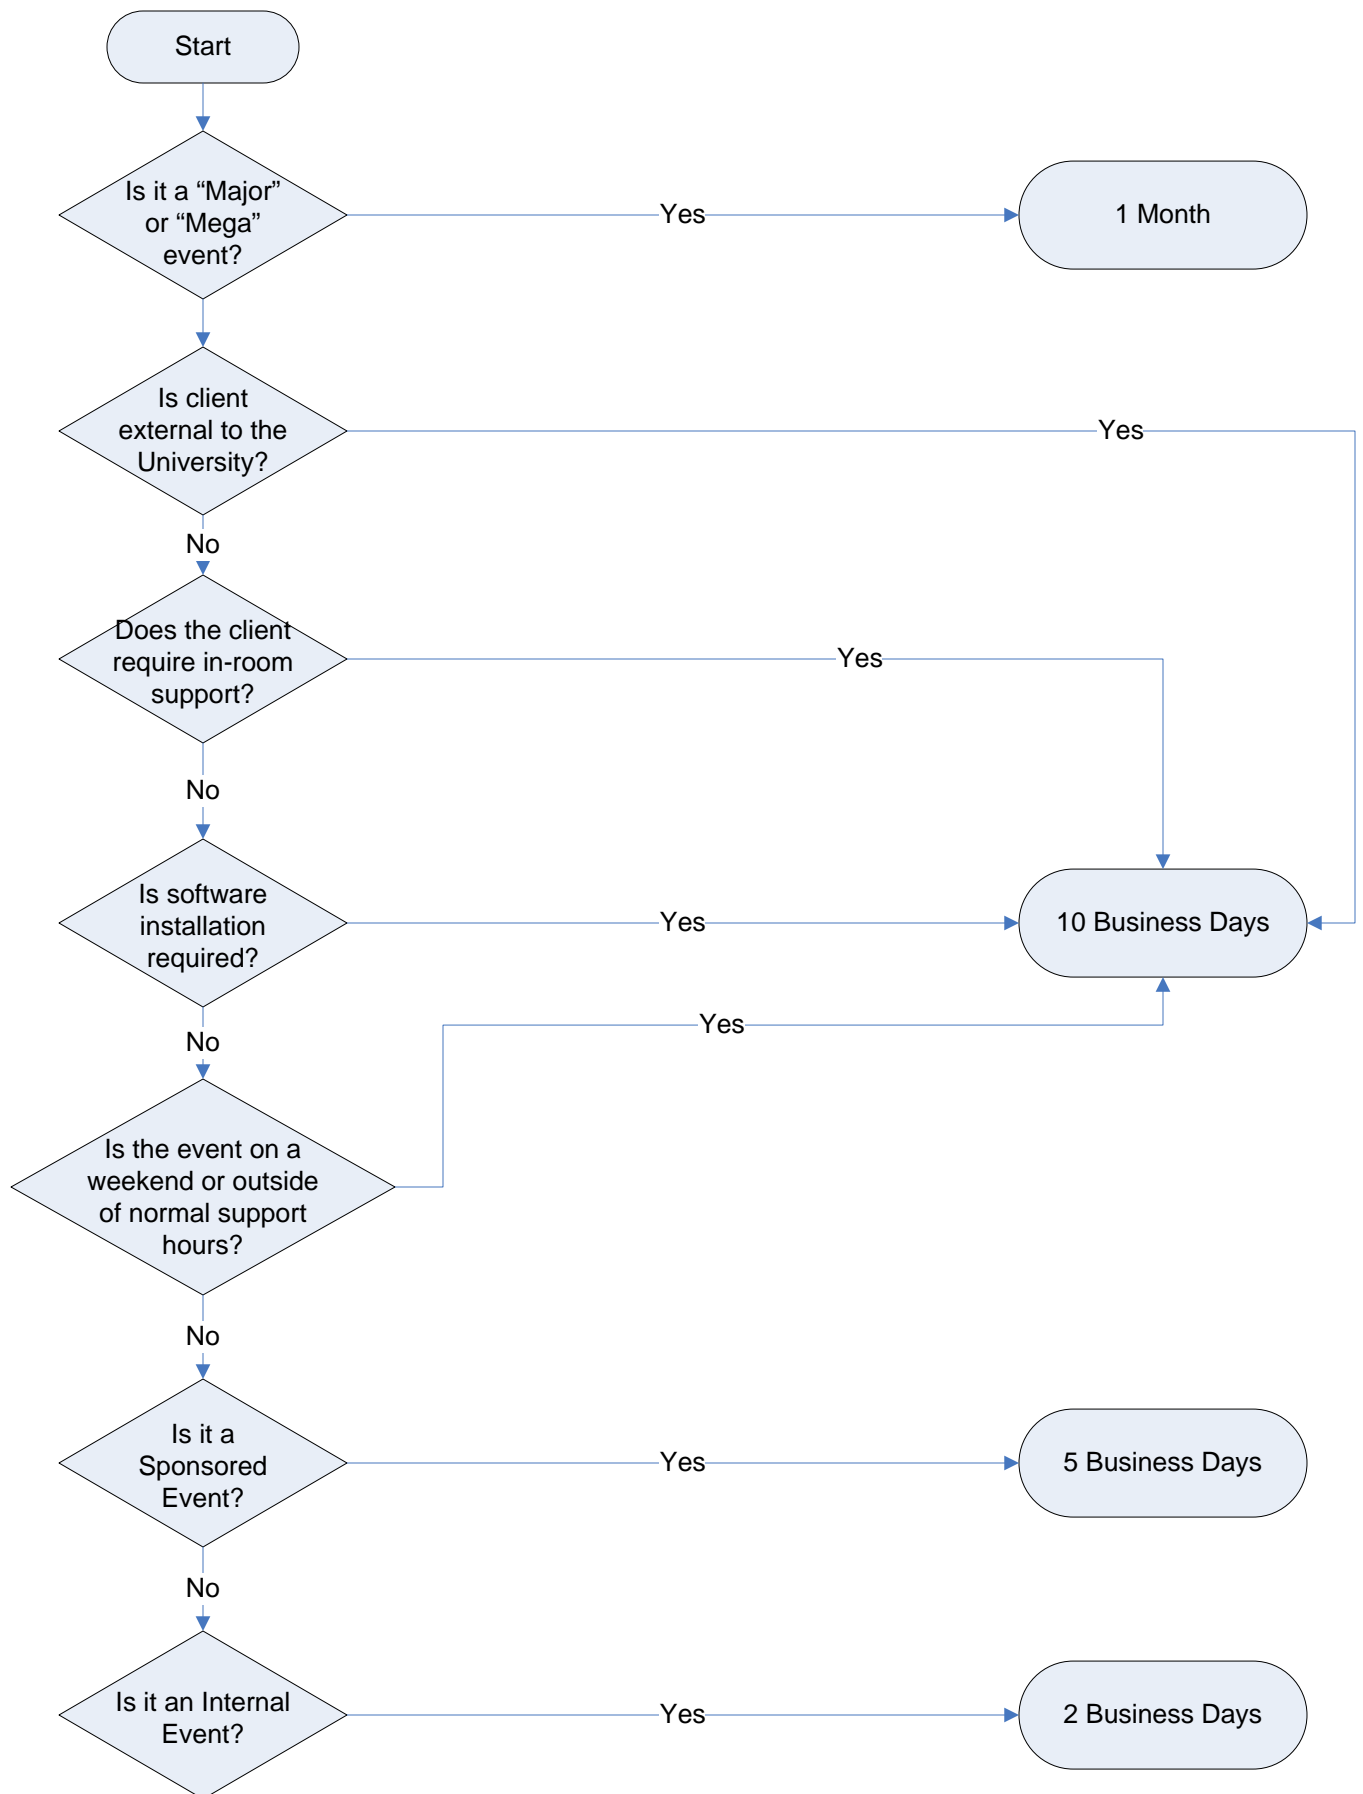 Start
Is it a “Major”
or “Mega”
event?
Yes
1 Month
Is client
external to the
University?
Yes
No
Does the client
require in-room
support?
Yes
No
Is software
installation
required?
Yes
10 Business Days
No
Yes
Is the event on a
weekend or outside
of normal support
hours?
No
Is it a
Sponsored
Event?
Yes
5 Business Days
No
Is it an Internal
Event?
Yes
2 Business Days